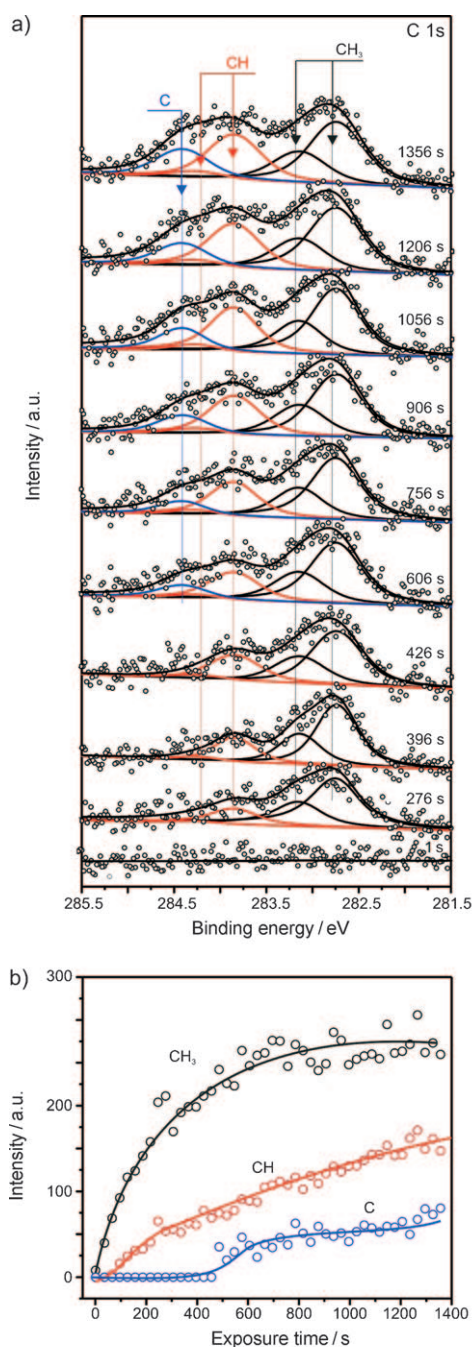 a)
C 1s
CH
CH₃
C
1356 s
1206 s
1056 s
906 s
756 s
606 s
426 s
396 s
276 s
1 s
Intensity / a.u.
285.5 284.5 283.5 282.5 281.5
Binding energy / eV
b)
300
200
100
0
CH₃
CH
C
Intensity / a.u.
0 200 400 600 800 1000 1200 1400
Exposure time / s